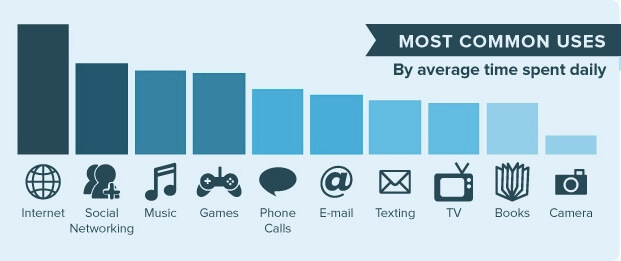 MOST COMMON USES
By average time spent daily
Internet
Social
Networking
Music
Games
Phone
Calls
E-mail
Texting
TV
Books
Camera